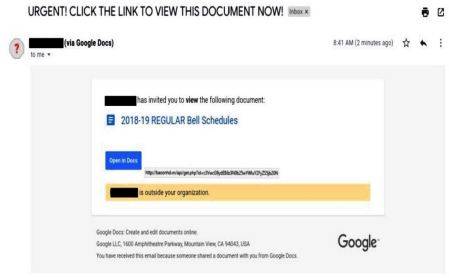 URGENT! CLICK THE LINK TO VIEW THIS DOCUMENT NOW! Inbox x
(via Google Docs)
8:41 AM (2 minutes ago)
to me
has invited you to view the following document:
2018-19 REGULAR Bell Schedules
Open in Docs
is outside your organization.
Google Docs: Create and edit documents online.
Google LLC, 1600 Amphitheatre Parkway, Mountain View, CA 94043, USA
You have received this email because someone shared a document with you from Google Docs.
Google